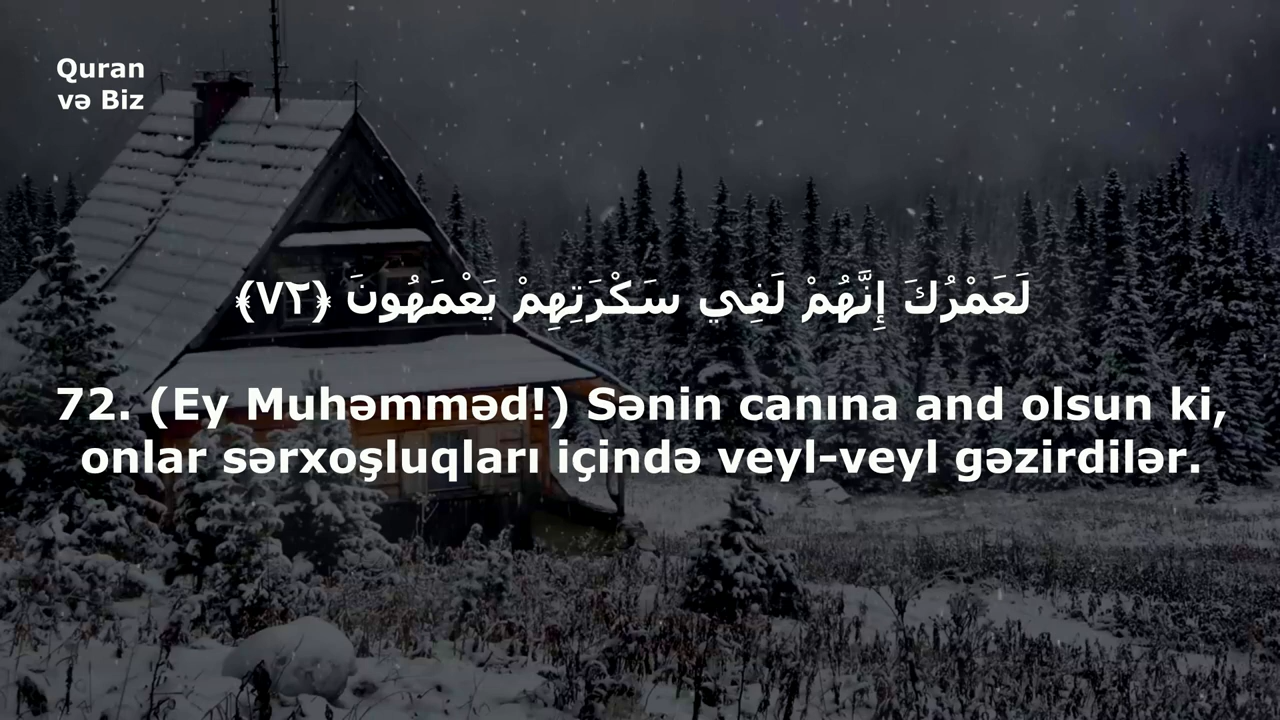 Quran
və Biz
لَعَمْرُكَ إِنَّهُمْ لَفِي سَكْرَتِهِمْ يَعْمَهُونَ ﴿٧٢﴾
72. (Ey Muhəmməd!) Sənin canına and olsun ki,
onlar sərxoşluqları içində veyl-veyl gəzirdilər.